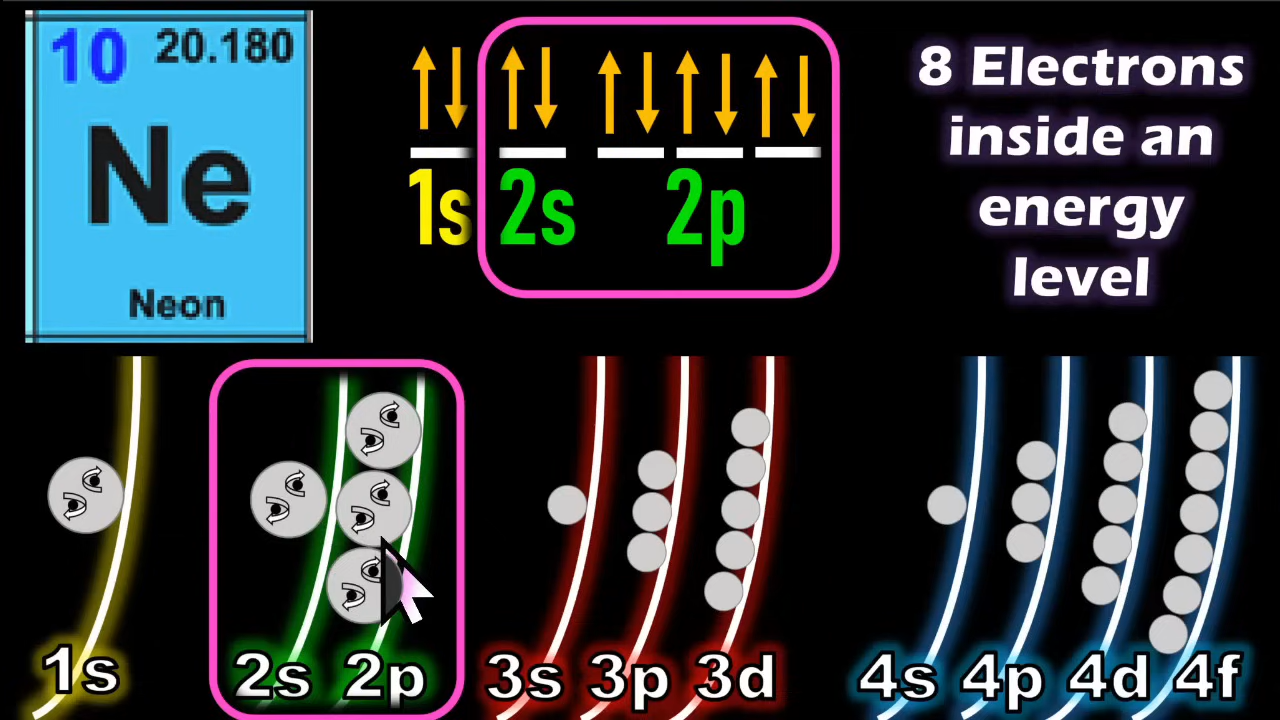 10 20.180
Ne
Neon
1s 2s 2p
8 Electrons
inside an
energy
level
1s 2s 2p 3s 3p 3d 4s 4p 4d 4f